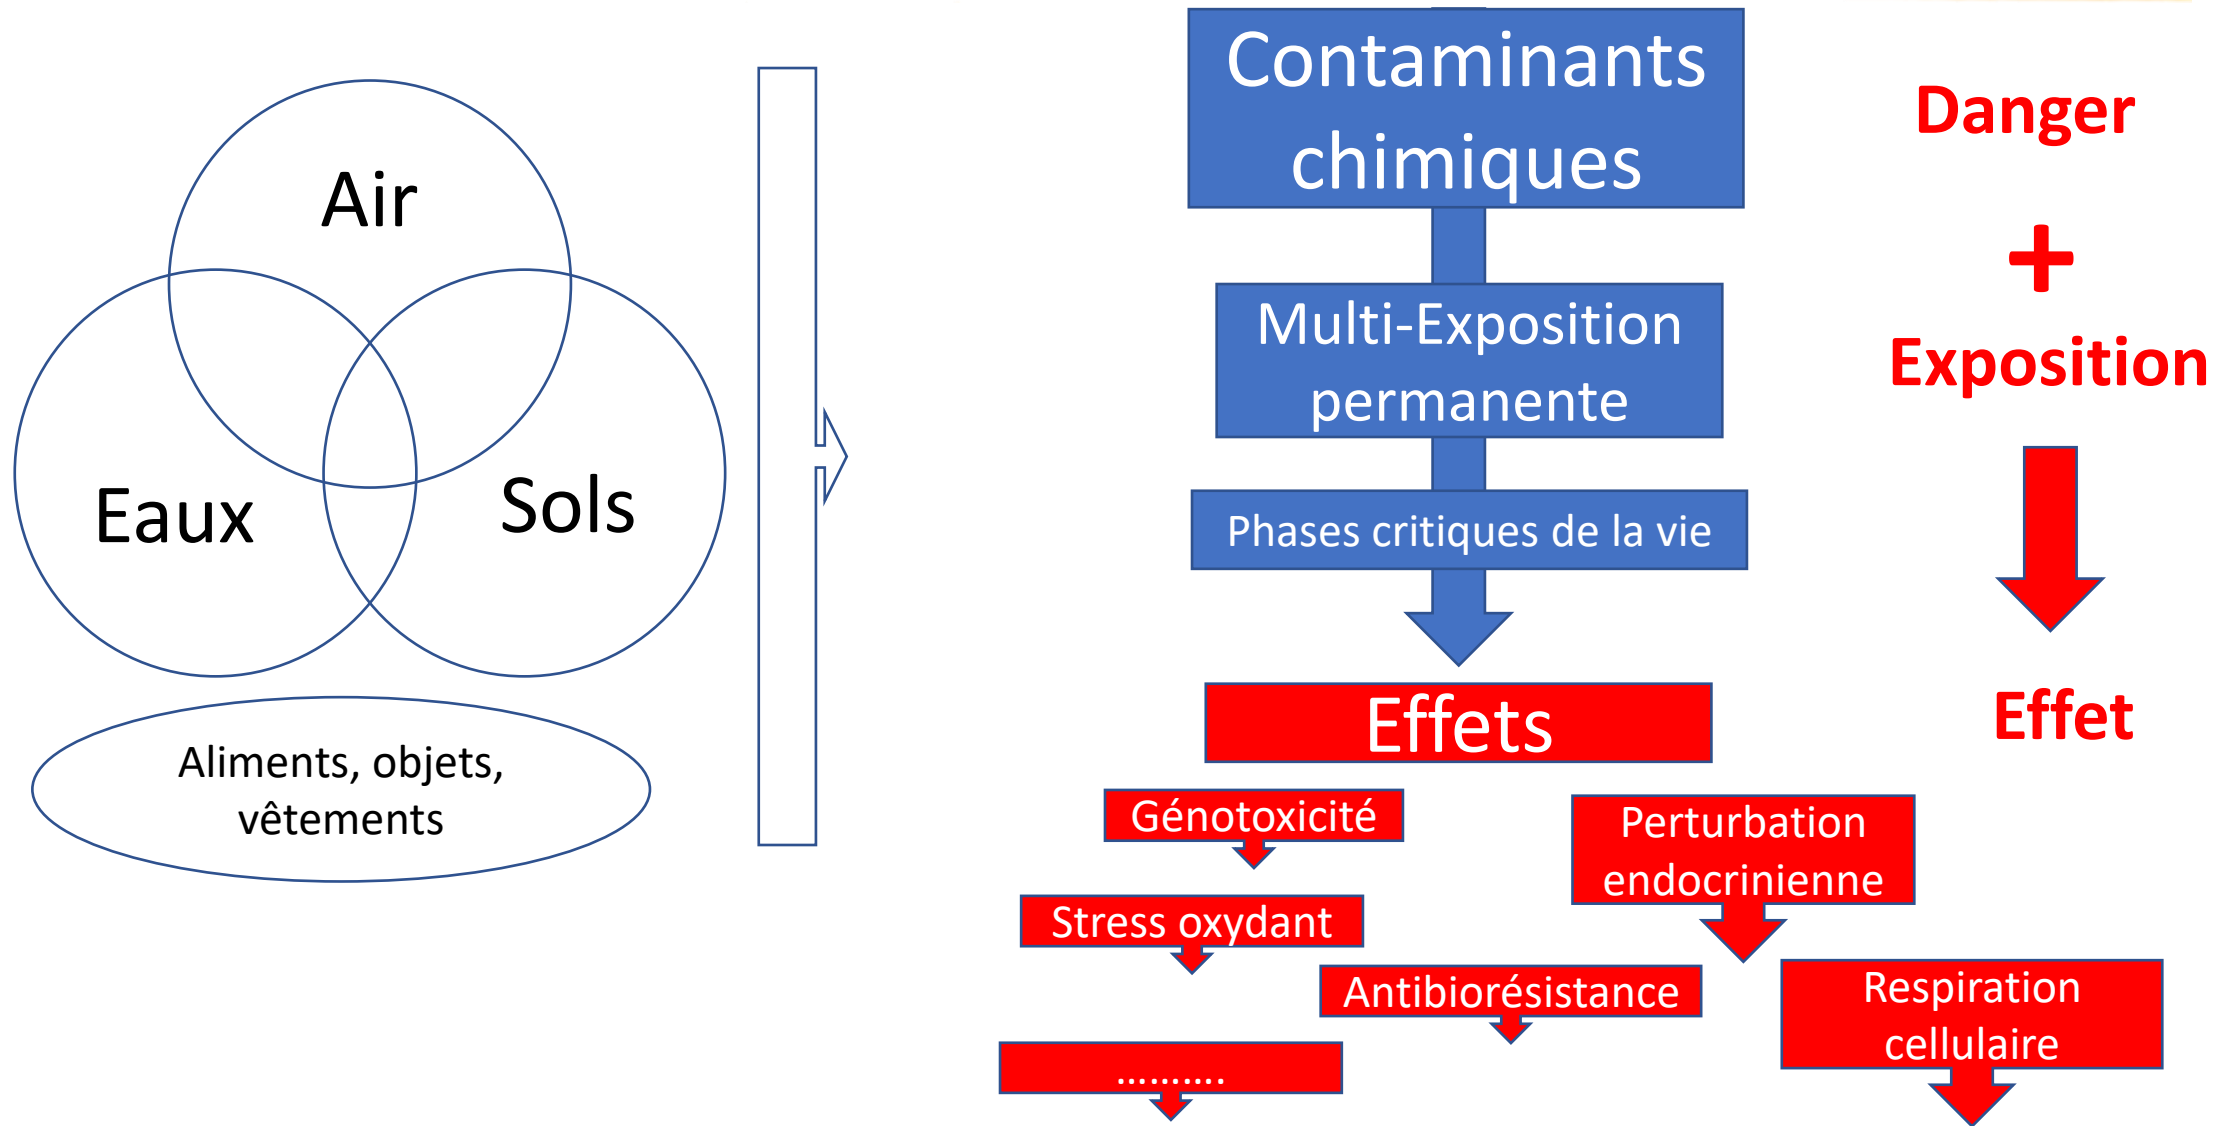 Air
Eaux
Sols
Aliments, objets,
vêtements
Contaminants
chimiques
Multi-Exposition
permanente
Phases critiques de la vie
Effets
Génotoxicité
Perturbation
endocrinienne
Stress oxydant
Antibiorésistance
Respiration
cellulaire
..........
Danger
+
Exposition
Effet